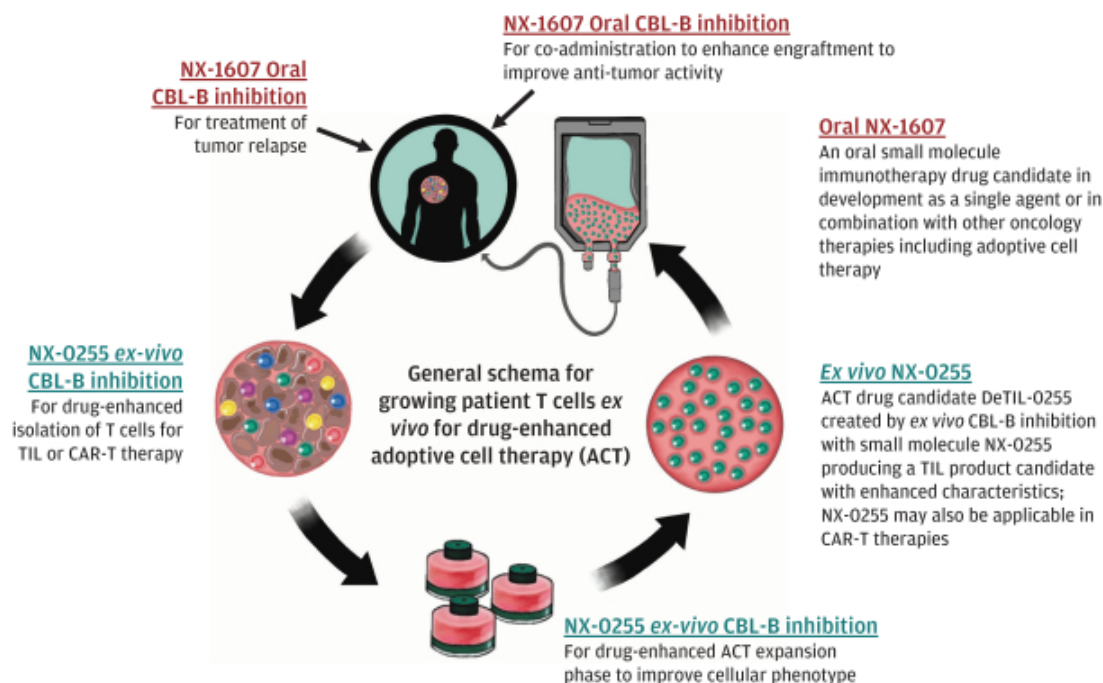 NX-1607 Oral CBL-B inhibition
For co-administration to enhance engraftment to
improve anti-tumor activity
NX-1607 Oral
CBL-B inhibition
For treatment of
tumor relapse
Oral NX-1607
An oral small molecule
immunotherapy drug candidate in
development as a single agent or in
combination with other oncology
therapies including adoptive cell
therapy
NX-0255 ex-vivo
CBL-B inhibition
For drug-enhanced
isolation of T cells for
TIL or CAR-T therapy
General schema for
growing patient T cells ex
vivo for drug-enhanced
adoptive cell therapy (ACT)
Ex vivo NX-0255
ACT drug candidate DeTIL-0255
created by ex vivo CBL-B inhibition
with small molecule NX-0255
producing a TIL product candidate
with enhanced characteristics;
NX-0255 may also be applicable in
CAR-T therapies
NX-0255 ex-vivo CBL-B inhibition
For drug-enhanced ACT expansion
phase to improve cellular phenotype